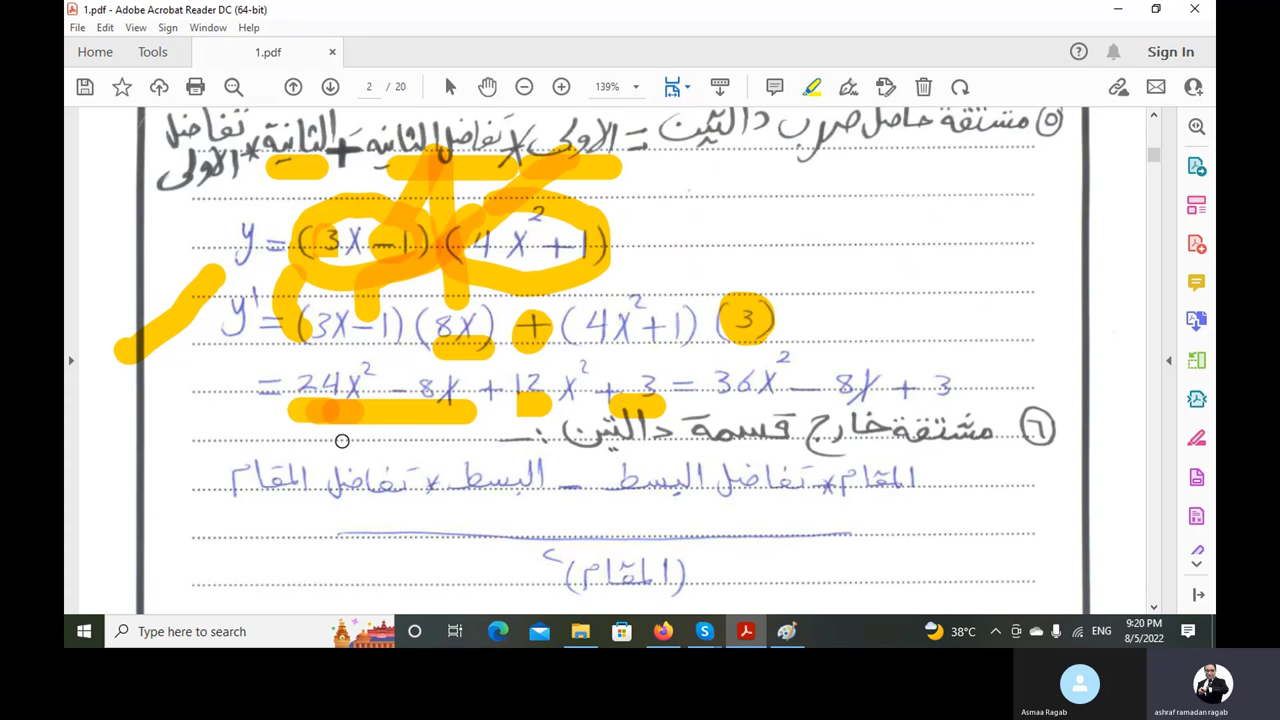 1.pdf - Adobe Acrobat Reader DC (64-bit)
File Edit View Sign Window Help
Home Tools 1.pdf × Sign In
2 / 20 139%
٥ مشتقة حاصل ضرب دالتين = الاولى * تفاضل الثانيه + الثانية * تفاضل الاولى
y = (3x - 1) (4x² + 1)
y' = (3x - 1) (8x) + (4x² + 1) (3)
= 24x² - 8x + 12x² + 3 = 36x² - 8x + 3
٦ مشتقة خارج قسمة دالتين :-
المقام * تفاضل البسط - البسط * تفاضل المقام
(المقام)²
Type here to search
38°C ENG 9:20 PM
8/5/2022
Asmaa Ragab
ashraf ramadan ragab